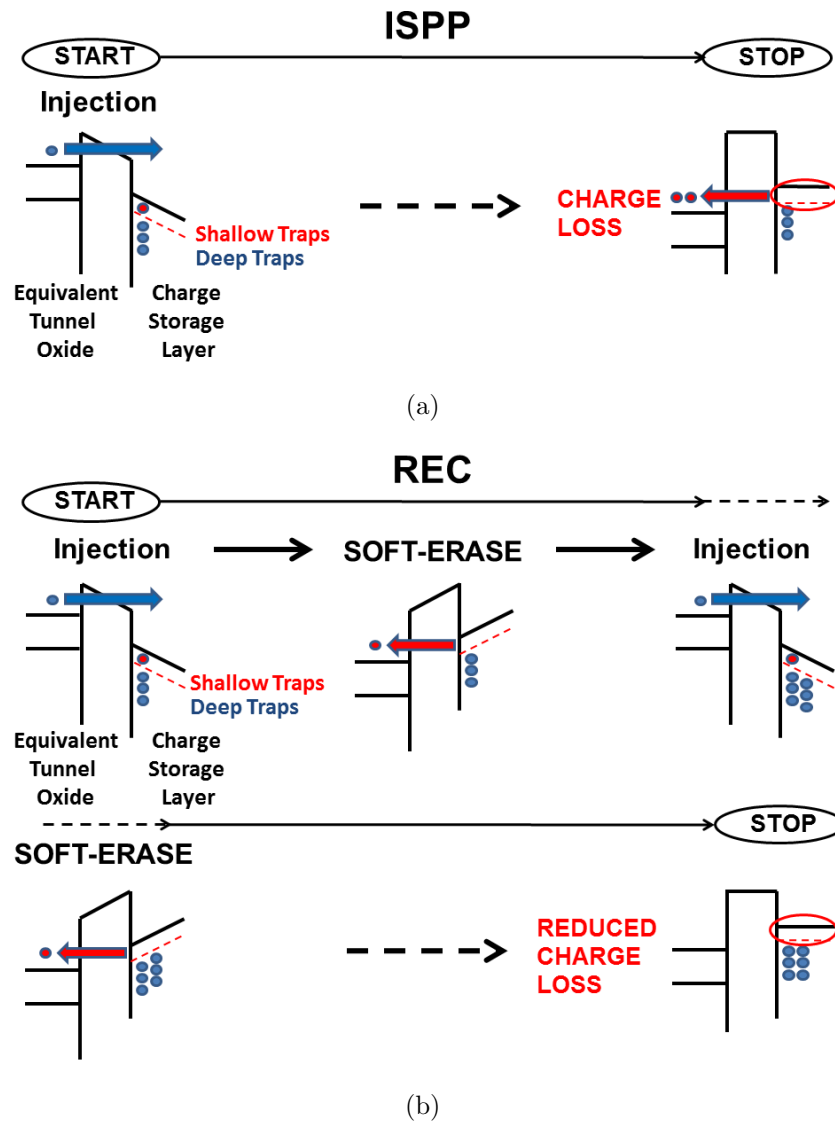 ISPP
START
STOP
Injection
CHARGE
LOSS
Shallow Traps
Deep Traps
Equivalent
Tunnel
Oxide
Charge
Storage
Layer
(a)
REC
START
Injection
SOFT-ERASE
Injection
Shallow Traps
Deep Traps
Equivalent
Tunnel
Oxide
Charge
Storage
Layer
STOP
SOFT-ERASE
REDUCED
CHARGE
LOSS
(b)